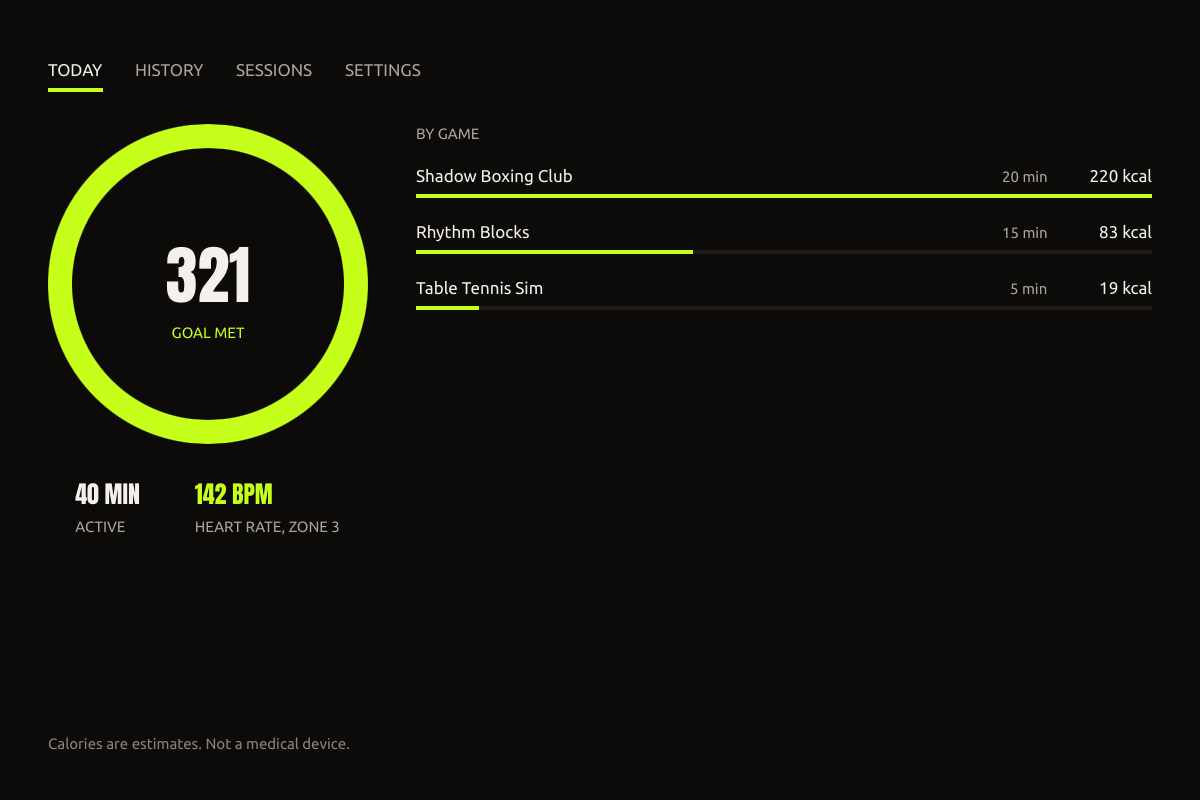 TODAY HISTORY SESSIONS SETTINGS
321
GOAL MET
40 MIN
ACTIVE
142 BPM
HEART RATE, ZONE 3
BY GAME
Shadow Boxing Club 20 min 220 kcal
Rhythm Blocks 15 min 83 kcal
Table Tennis Sim 5 min 19 kcal
Calories are estimates. Not a medical device.